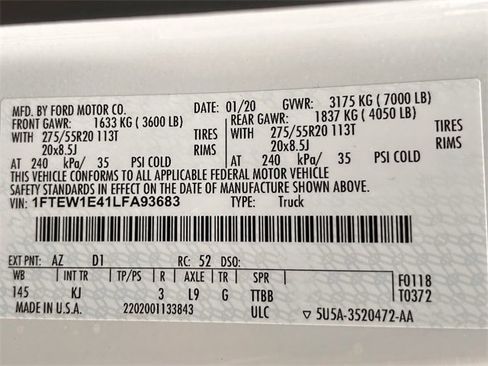 MFD. BY FORD MOTOR CO. DATE: 01/20 GVWR: 3175 KG ( 7000 LB)
FRONT GAWR: 1633 KG ( 3600 LB) REAR GAWR: 1837 KG ( 4050 LB)
WITH 275/55R20 113T TIRES WITH 275/55R20 113T TIRES
20x8.5J RIMS 20x8.5J RIMS
AT 240 kPa/ 35 PSI COLD AT 240 kPa/ 35 PSI COLD
THIS VEHICLE CONFORMS TO ALL APPLICABLE FEDERAL MOTOR VEHICLE
SAFETY STANDARDS IN EFFECT ON THE DATE OF MANUFACTURE SHOWN ABOVE.
VIN: 1FTEW1E41LFA93683 TYPE: Truck
EXT PNT: AZ D1 RC: 52 DSO:
WB INT TR TP/PS R AXLE TR SPR F0118
145 KJ 3 L9 G TTBB T0372
MADE IN U.S.A. 2202001133843 ULC 5U5A-3520472-AA